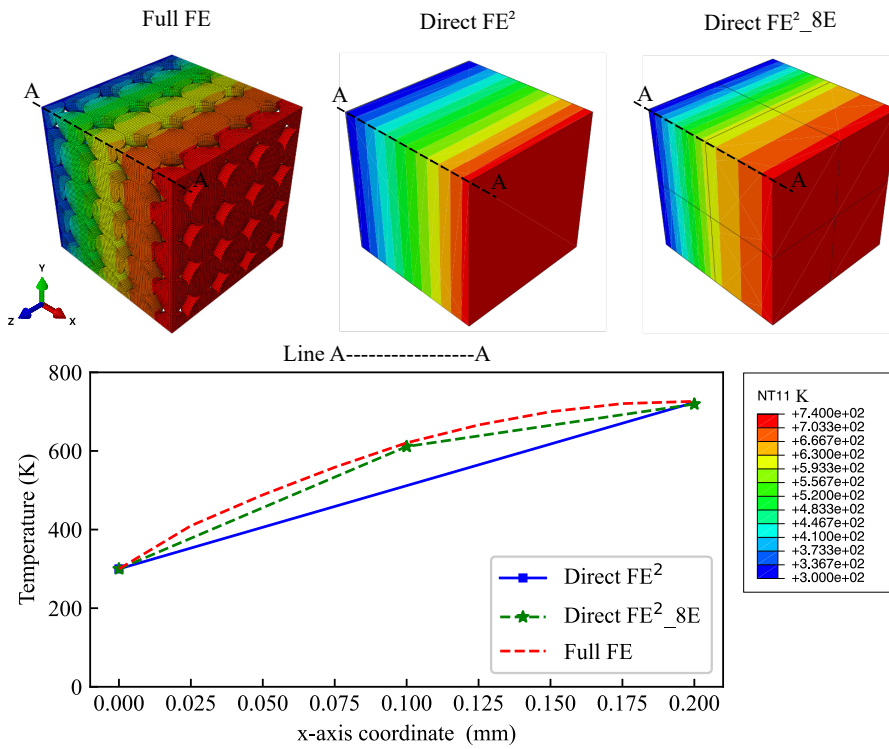 Full FE
Direct FE²
Direct FE²_8E
A
A
A
A
A
A
Y
Z
X
Line A------------------A
800
600
400
200
0
Temperature (K)
0.000
0.025
0.050
0.075
0.100
0.125
0.150
0.175
0.200
x-axis coordinate (mm)
Direct FE²
Direct FE²_8E
Full FE
NT11 K
+7.400e+02
+7.033e+02
+6.667e+02
+6.300e+02
+5.933e+02
+5.567e+02
+5.200e+02
+4.833e+02
+4.467e+02
+4.100e+02
+3.733e+02
+3.367e+02
+3.000e+02